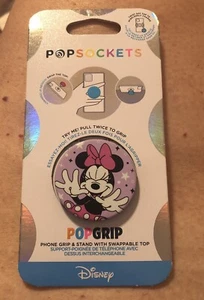 POPSOCKETS
TRY ME! PULL TWICE TO GRIP
POPGRIP
PHONE GRIP & STAND WITH SWAPPABLE TOP
SUPPORT-POIGNÉE DE TÉLÉPHONE AVEC
DESSUS INTERCHANGEABLE
Disney